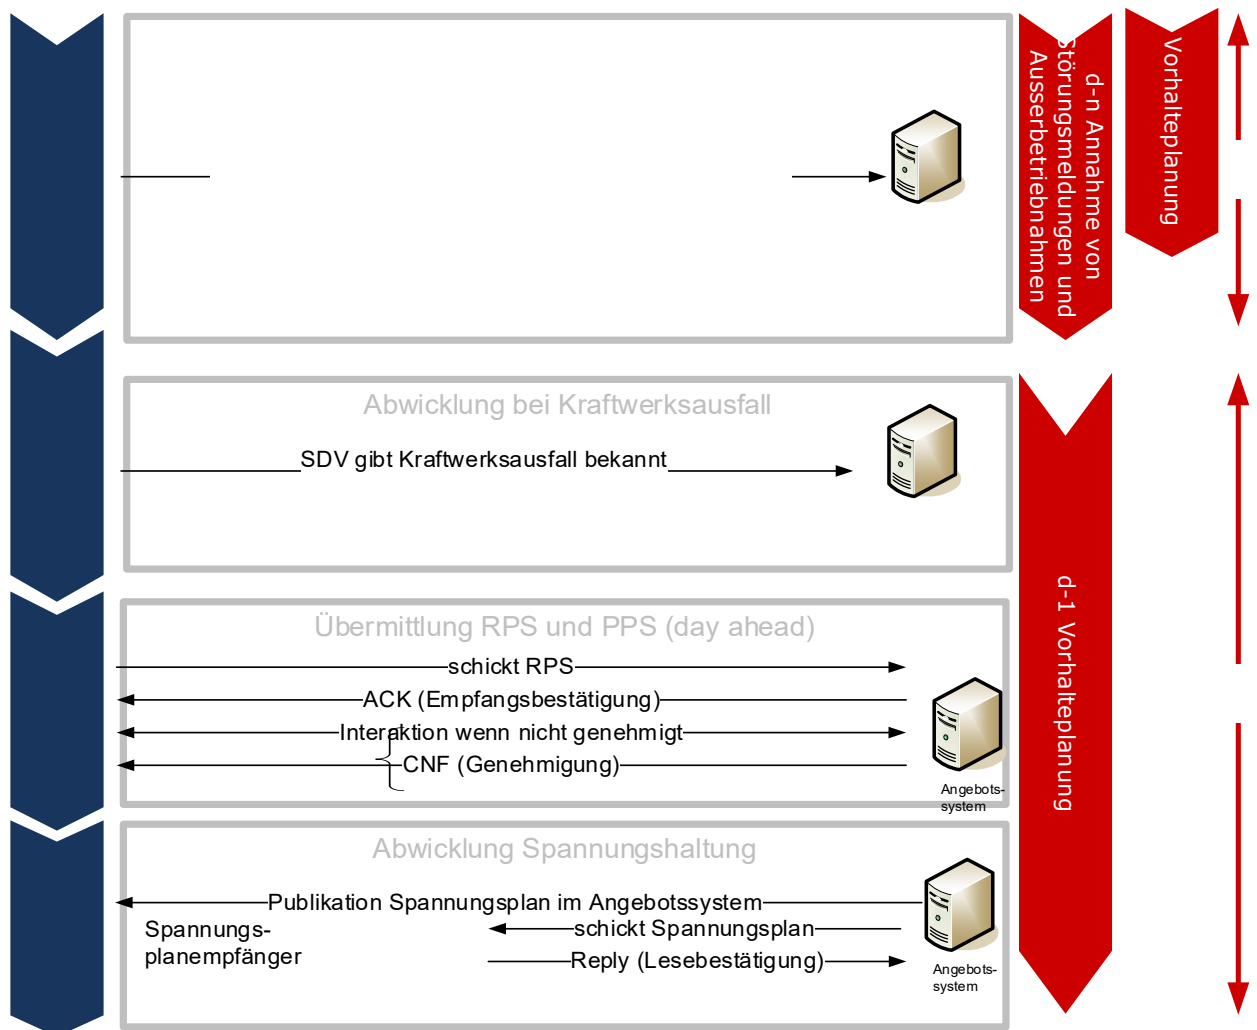 d-n Annahme von
Störungsmeldungen und
Ausserbetriebnahmen
Vorhalteplanung
Abwicklung bei Kraftwerksausfall
SDV gibt Kraftwerksausfall bekannt
d-1 Vorhalteplanung
Übermittlung RPS und PPS (day ahead)
schickt RPS
ACK (Empfangsbestätigung)
Interaktion wenn nicht genehmigt
CNF (Genehmigung)
Angebots-
system
Abwicklung Spannungshaltung
Publikation Spannungsplan im Angebotssystem
Spannungs-
planempfänger
schickt Spannungsplan
Reply (Lesebestätigung)
Angebots-
system